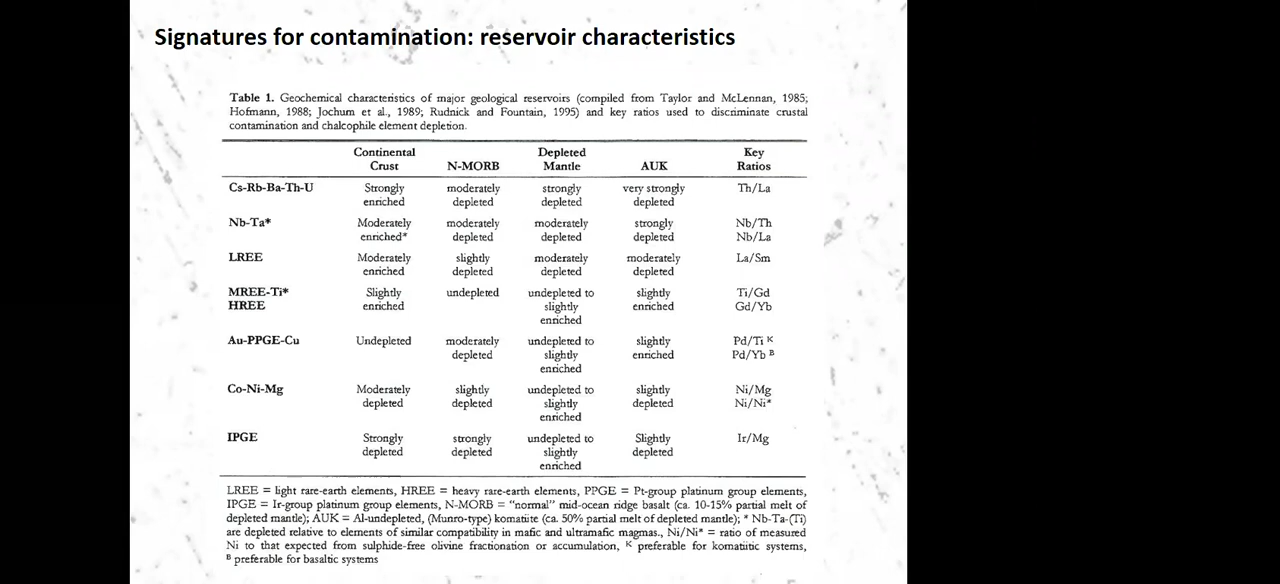 Signatures for contamination: reservoir characteristics
Table 1. Geochemical characteristics of major geological reservoirs (compiled from Taylor and McLennan, 1985;
Hofmann, 1988; Jochum et al., 1989; Rudnick and Fountain, 1995) and key ratios used to discriminate crustal
contamination and chalcophile element depletion.
Continental Crust N-MORB Depleted Mantle AUK Key Ratios
Cs-Rb-Ba-Th-U Strongly moderately strongly very strongly Th/La
enriched depleted depleted depleted
Nb-Ta* Moderately moderately moderately strongly Nb/Th
enriched* depleted depleted depleted Nb/La
LREE Moderately slightly moderately moderately La/Sm
enriched depleted depleted depleted
MREE-Ti* Slightly undepleted undepleted to slightly Ti/Gd
HREE enriched slightly enriched Gd/Yb
enriched
Au-PPGE-Cu Undepleted moderately undepleted to slightly Pd/Ti K
depleted slightly enriched Pd/Yb B
enriched
Co-Ni-Mg Moderately slightly undepleted to slightly Ni/Mg
depleted depleted slightly depleted Ni/Ni*
enriched
IPGE Strongly strongly undepleted to Slightly Ir/Mg
depleted depleted slightly depleted
enriched
LREE = light rare-earth elements, HREE = heavy rare-earth elements, PPGE = Pt-group platinum group elements,
IPGE = Ir-group platinum group elements, N-MORB = "normal" mid-ocean ridge basalt (ca. 10-15% partial melt of
depleted mantle); AUK = Al-undepleted, (Munro-type) komatiite (ca. 50% partial melt of depleted mantle); * Nb-Ta-(Ti)
are depleted relative to elements of similar compatibility in mafic and ultramafic magmas., Ni/Ni* = ratio of measured
Ni to that expected from sulphide-free olivine fractionation or accumulation, K preferable for komatiitic systems,
B preferable for basaltic systems